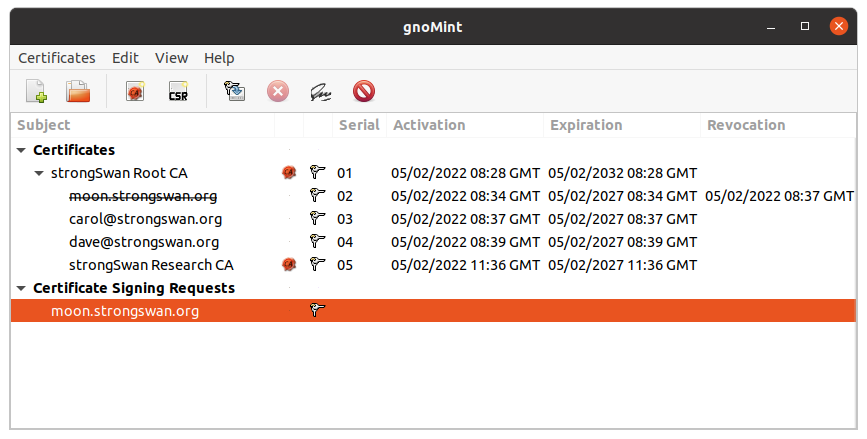 gnoMint
Certificates Edit View Help
CSR
Subject Serial Activation Expiration Revocation
Certificates
strongSwan Root CA 01 05/02/2022 08:28 GMT 05/02/2032 08:28 GMT
moon.strongswan.org 02 05/02/2022 08:34 GMT 05/02/2027 08:34 GMT 05/02/2022 08:37 GMT
carol@strongswan.org 03 05/02/2022 08:37 GMT 05/02/2027 08:37 GMT
dave@strongswan.org 04 05/02/2022 08:39 GMT 05/02/2027 08:39 GMT
strongSwan Research CA 05 05/02/2022 11:36 GMT 05/02/2027 11:36 GMT
Certificate Signing Requests
moon.strongswan.org